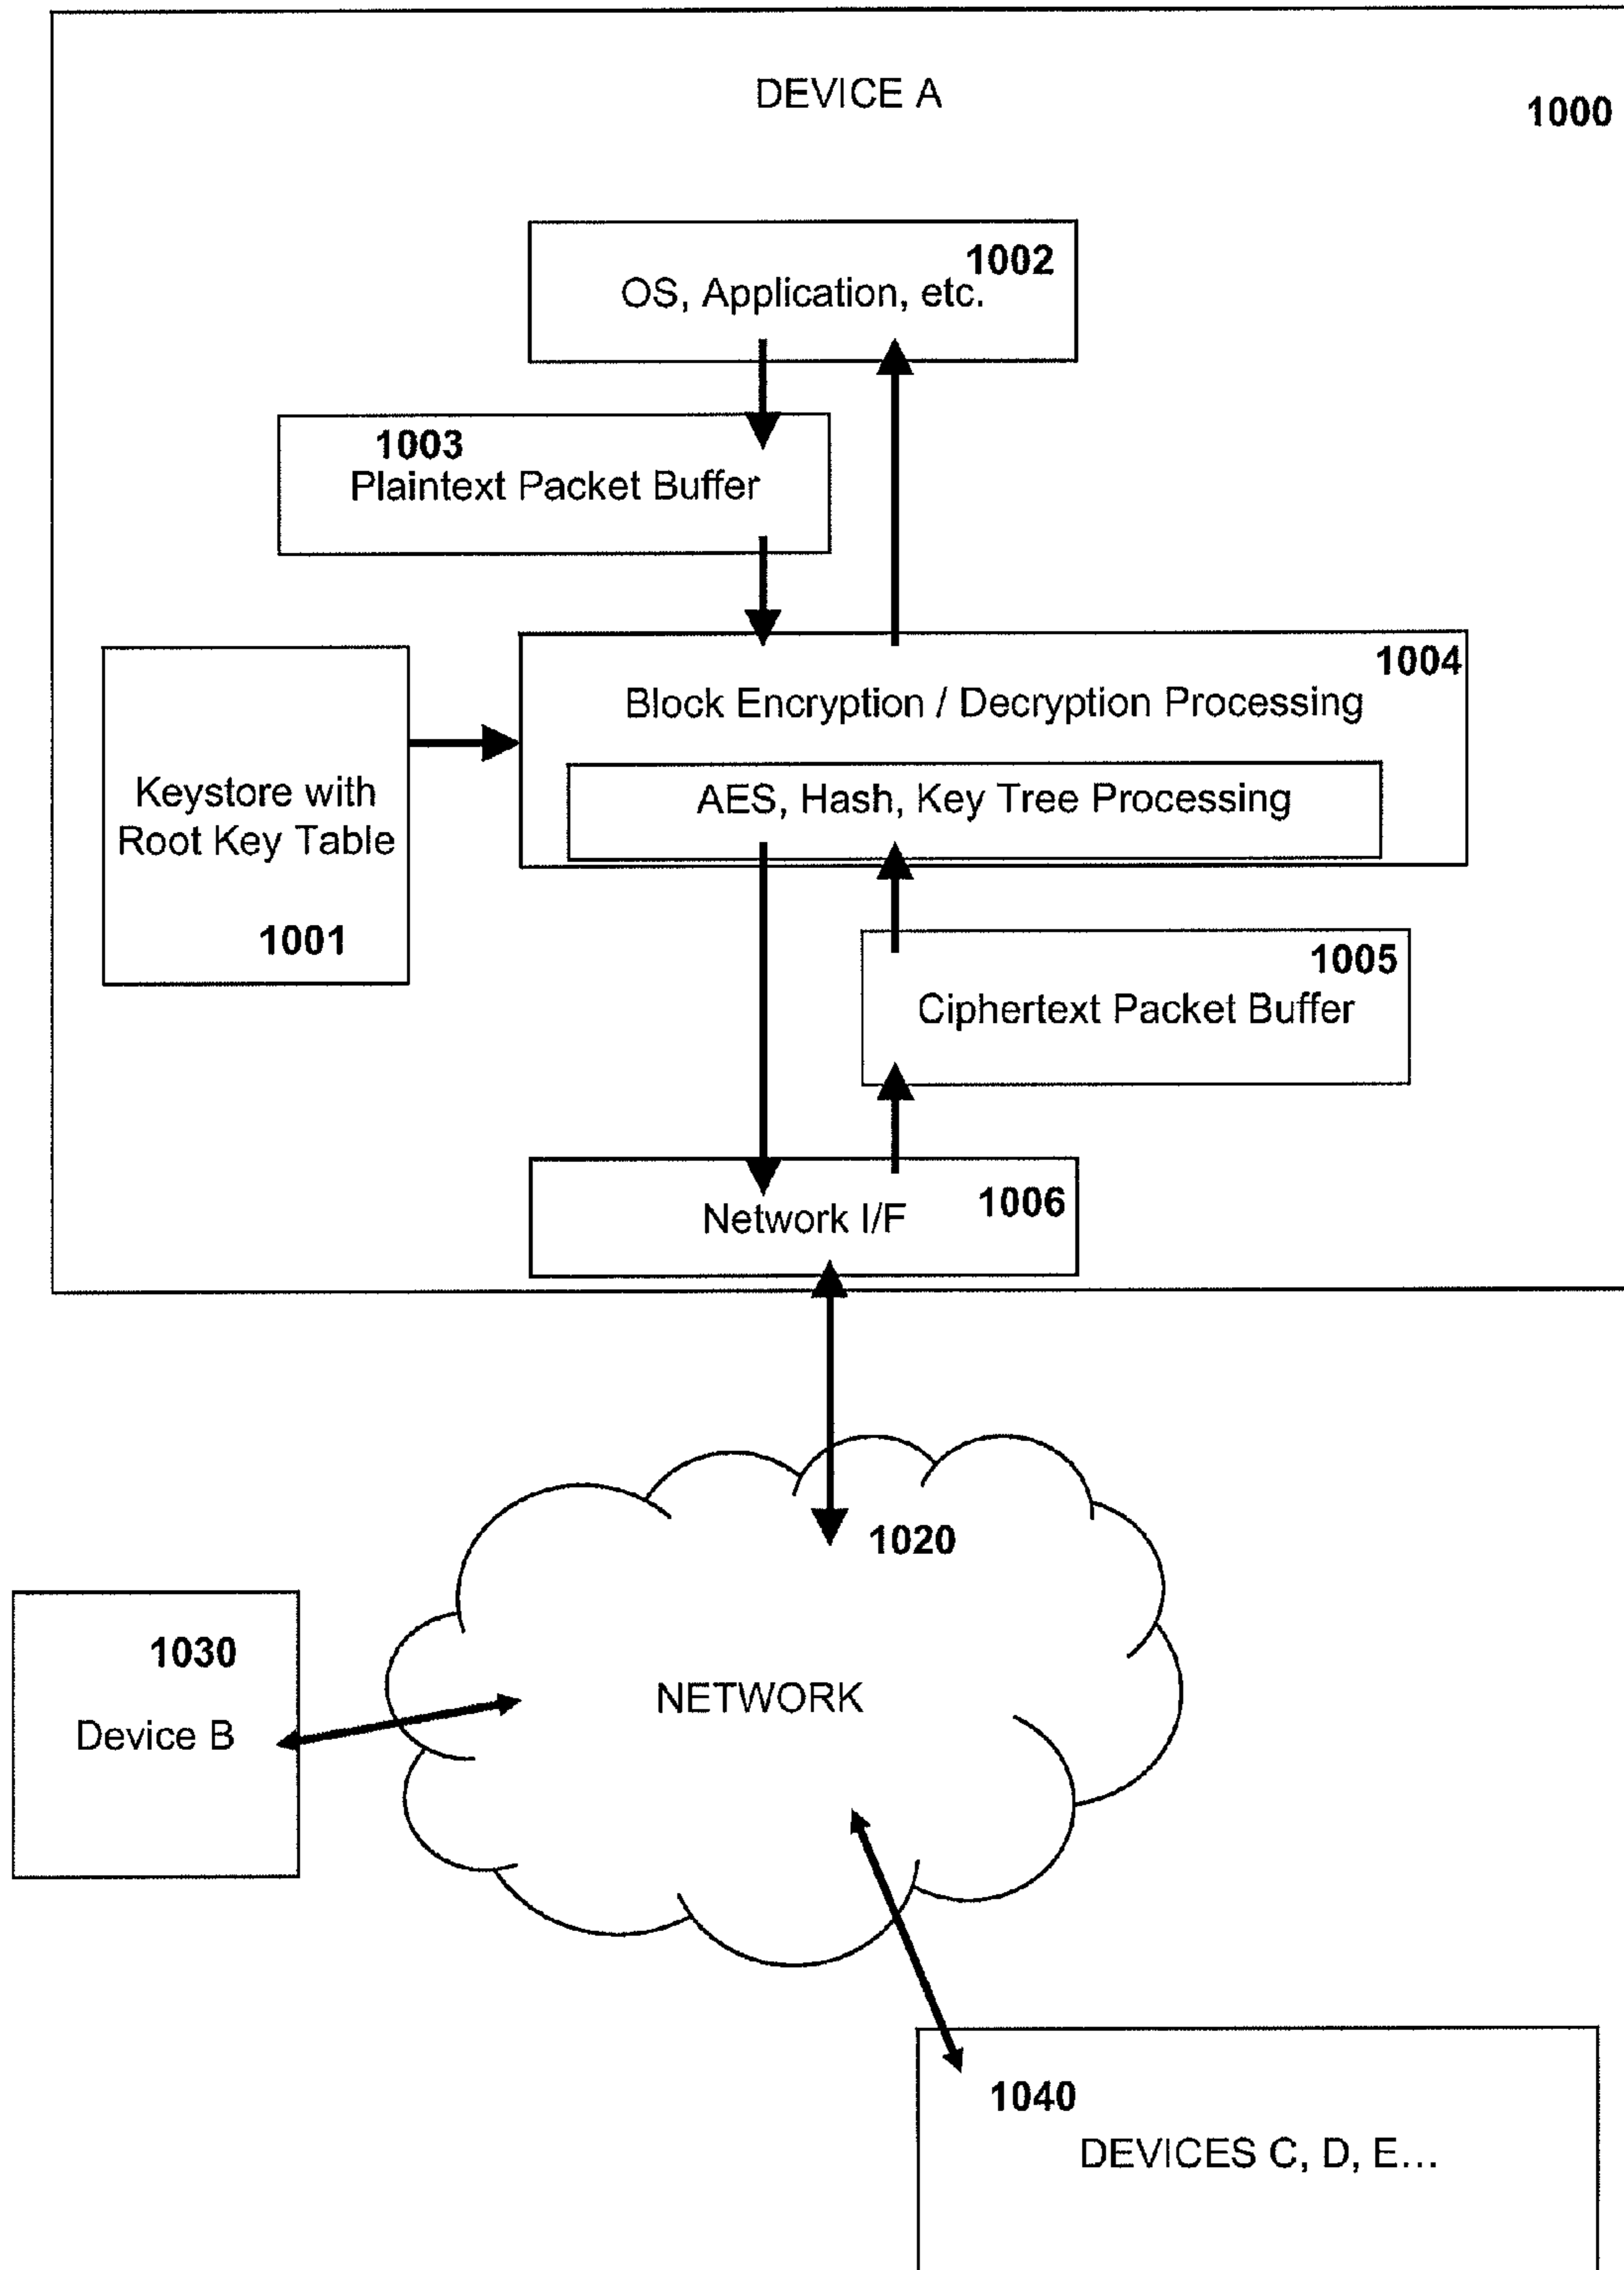 DEVICE A
1000
1002
OS, Application, etc.
1003
Plaintext Packet Buffer
1004
Block Encryption / Decryption Processing
AES, Hash, Key Tree Processing
Keystore with
Root Key Table
1001
1005
Ciphertext Packet Buffer
1006
Network I/F
1020
NETWORK
1030
Device B
1040
DEVICES C, D, E...